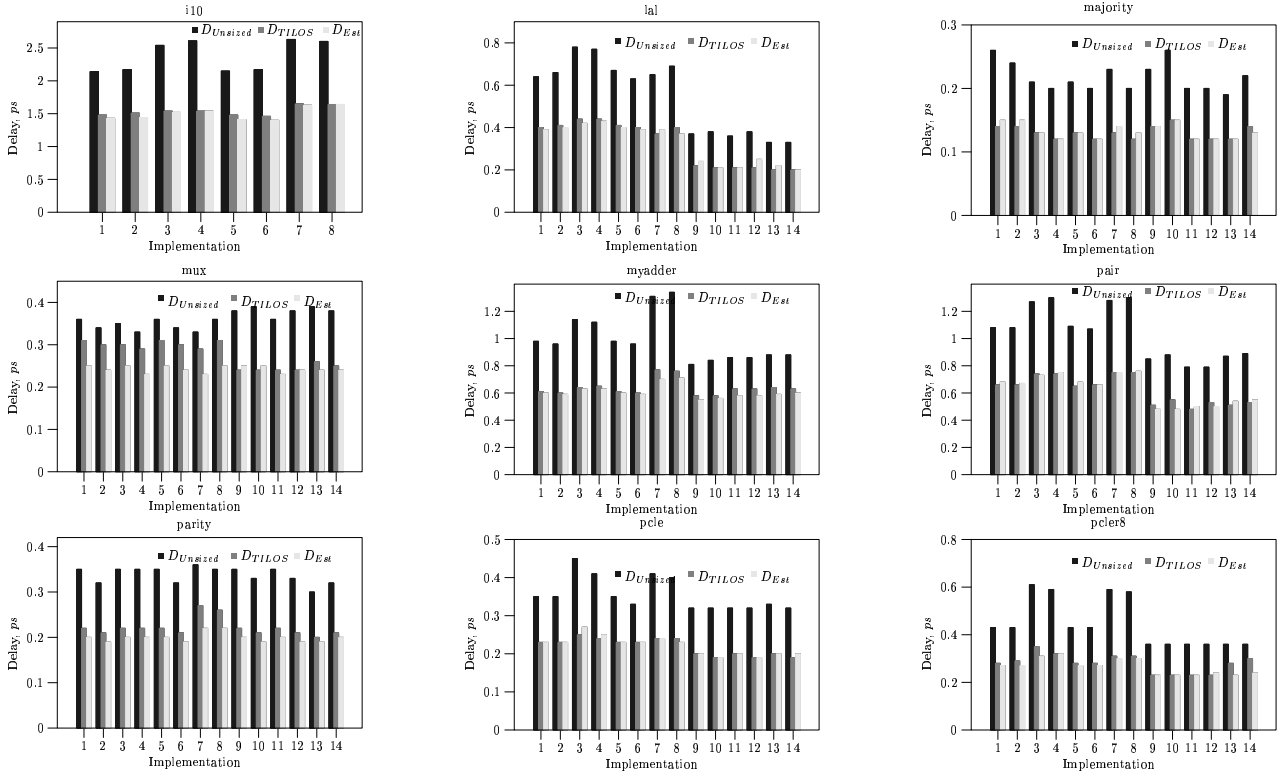 i10
D_Unsized D_TILOS D_Est
2.5
2
1.5
1
0.5
0
Delay, ps
1 2 3 4 5 6 7 8
Implementation
lal
D_Unsized D_TILOS D_Est
0.8
0.6
0.4
0.2
0
Delay, ps
1 2 3 4 5 6 7 8 9 10 11 12 13 14
Implementation
majority
D_Unsized D_TILOS D_Est
0.3
0.2
0.1
0
Delay, ps
1 2 3 4 5 6 7 8 9 10 11 12 13 14
Implementation
mux
D_Unsized D_TILOS D_Est
0.4
0.3
0.2
0.1
0
Delay, ps
1 2 3 4 5 6 7 8 9 10 11 12 13 14
Implementation
myadder
D_Unsized D_TILOS D_Est
1.2
1
0.8
0.6
0.4
0.2
0
Delay, ps
1 2 3 4 5 6 7 8 9 10 11 12 13 14
Implementation
pair
D_Unsized D_TILOS D_Est
1.2
1
0.8
0.6
0.4
0.2
0
Delay, ps
1 2 3 4 5 6 7 8 9 10 11 12 13 14
Implementation
parity
D_Unsized D_TILOS D_Est
0.4
0.3
0.2
0.1
0
Delay, ps
1 2 3 4 5 6 7 8 9 10 11 12 13 14
Implementation
pcle
D_Unsized D_TILOS D_Est
0.5
0.4
0.3
0.2
0.1
0
Delay, ps
1 2 3 4 5 6 7 8 9 10 11 12 13 14
Implementation
pcler8
D_Unsized D_TILOS D_Est
0.8
0.6
0.4
0.2
0
Delay, ps
1 2 3 4 5 6 7 8 9 10 11 12 13 14
Implementation